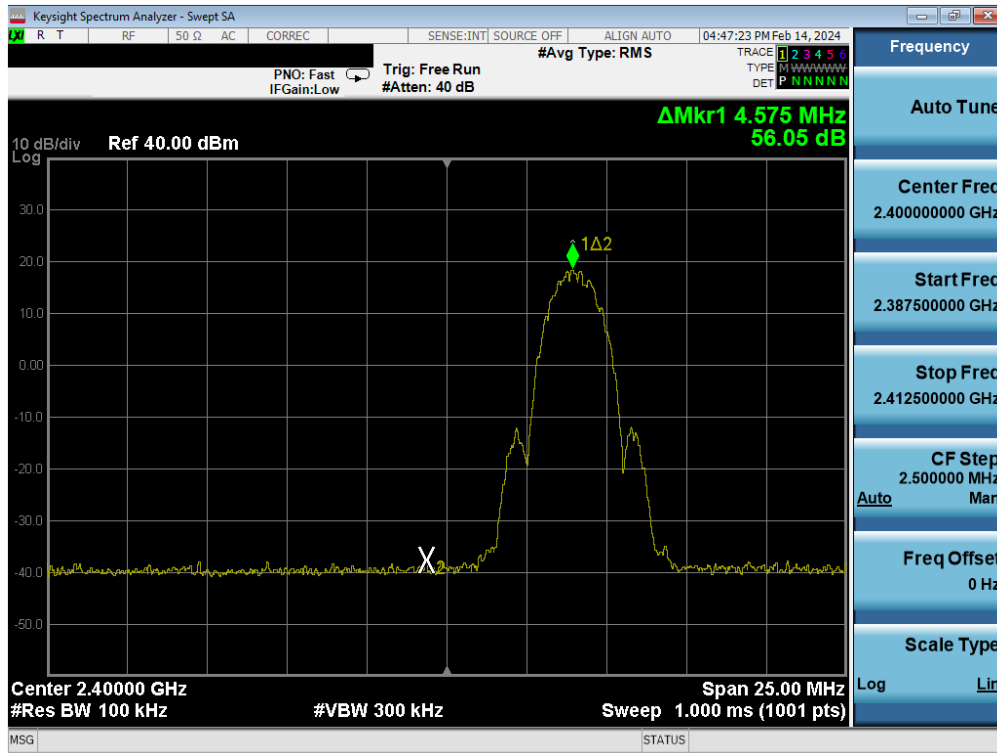 Keysight Spectrum Analyzer - Swept SA
LXI R T RF 50 Ω AC CORREC SENSE:INT SOURCE OFF ALIGN AUTO 04:47:23 PM Feb 14, 2024
#Avg Type: RMS
TRACE 1 2 3 4 5 6
TYPE M WWWWW
DET P NNNNN
PNO: Fast
IFGain:Low
Trig: Free Run
#Atten: 40 dB
ΔMkr1 4.575 MHz
56.05 dB
10 dB/div
Log
Ref 40.00 dBm
30.0
20.0
10.0
0.00
-10.0
-20.0
-30.0
-40.0
-50.0
1Δ2
X2
Center 2.40000 GHz
Span 25.00 MHz
#Res BW 100 kHz
#VBW 300 kHz
Sweep 1.000 ms (1001 pts)
MSG
STATUS
Frequency
Auto Tune
Center Freq
2.400000000 GHz
Start Freq
2.387500000 GHz
Stop Freq
2.412500000 GHz
CF Step
2.500000 MHz
Auto Man
Freq Offset
0 Hz
Scale Type
Log Lin